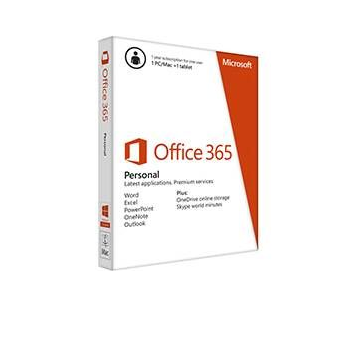 1 year subscription for one user
1 PC/Mac +1 tablet
Microsoft
Office 365
Personal
Latest applications. Premium services
Word
Excel
PowerPoint
OneNote
Outlook
Plus:
OneDrive online storage
Skype world minutes
Office 365
Personal
Mac